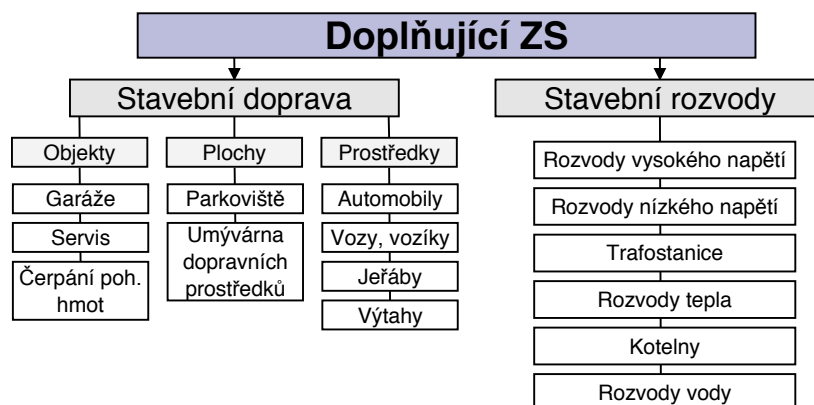 Doplňující ZS
Stavební doprava
Stavební rozvody
Objekty
Garáže
Servis
Čerpání poh.
hmot
Plochy
Parkoviště
Umývárna
dopravních
prostředků
Prostředky
Automobily
Vozy, vozíky
Jeřáby
Výtahy
Rozvody vysokého napětí
Rozvody nízkého napětí
Trafostanice
Rozvody tepla
Kotelny
Rozvody vody